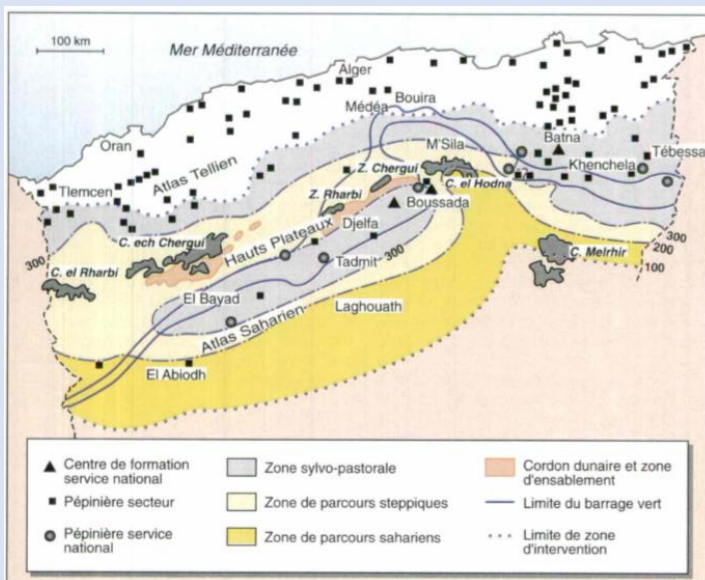 100 km
Mer Méditerranée
Alger
Bouira
Médéa
Oran
M'Sila
Batna
Tébessa
Khenchela
Atlas Tellien
Z. Chergui
C. el Hodna
Tlemcen
Z. Rharbi
Boussada
C. ech Chergui
Hauts Plateaux
Djelfa
300
C. el Rharbi
300
Tadmit
300
200
100
C. Melrhir
El Bayad
Atlas Saharien
Laghouath
El Abiodh
Centre de formation
service national
Pépinière secteur
Pépinière service
national
Zone sylvo-pastorale
Zone de parcours steppiques
Zone de parcours sahariens
Cordon dunaire et zone
d'ensablement
Limite du barrage vert
Limite de zone
d'intervention